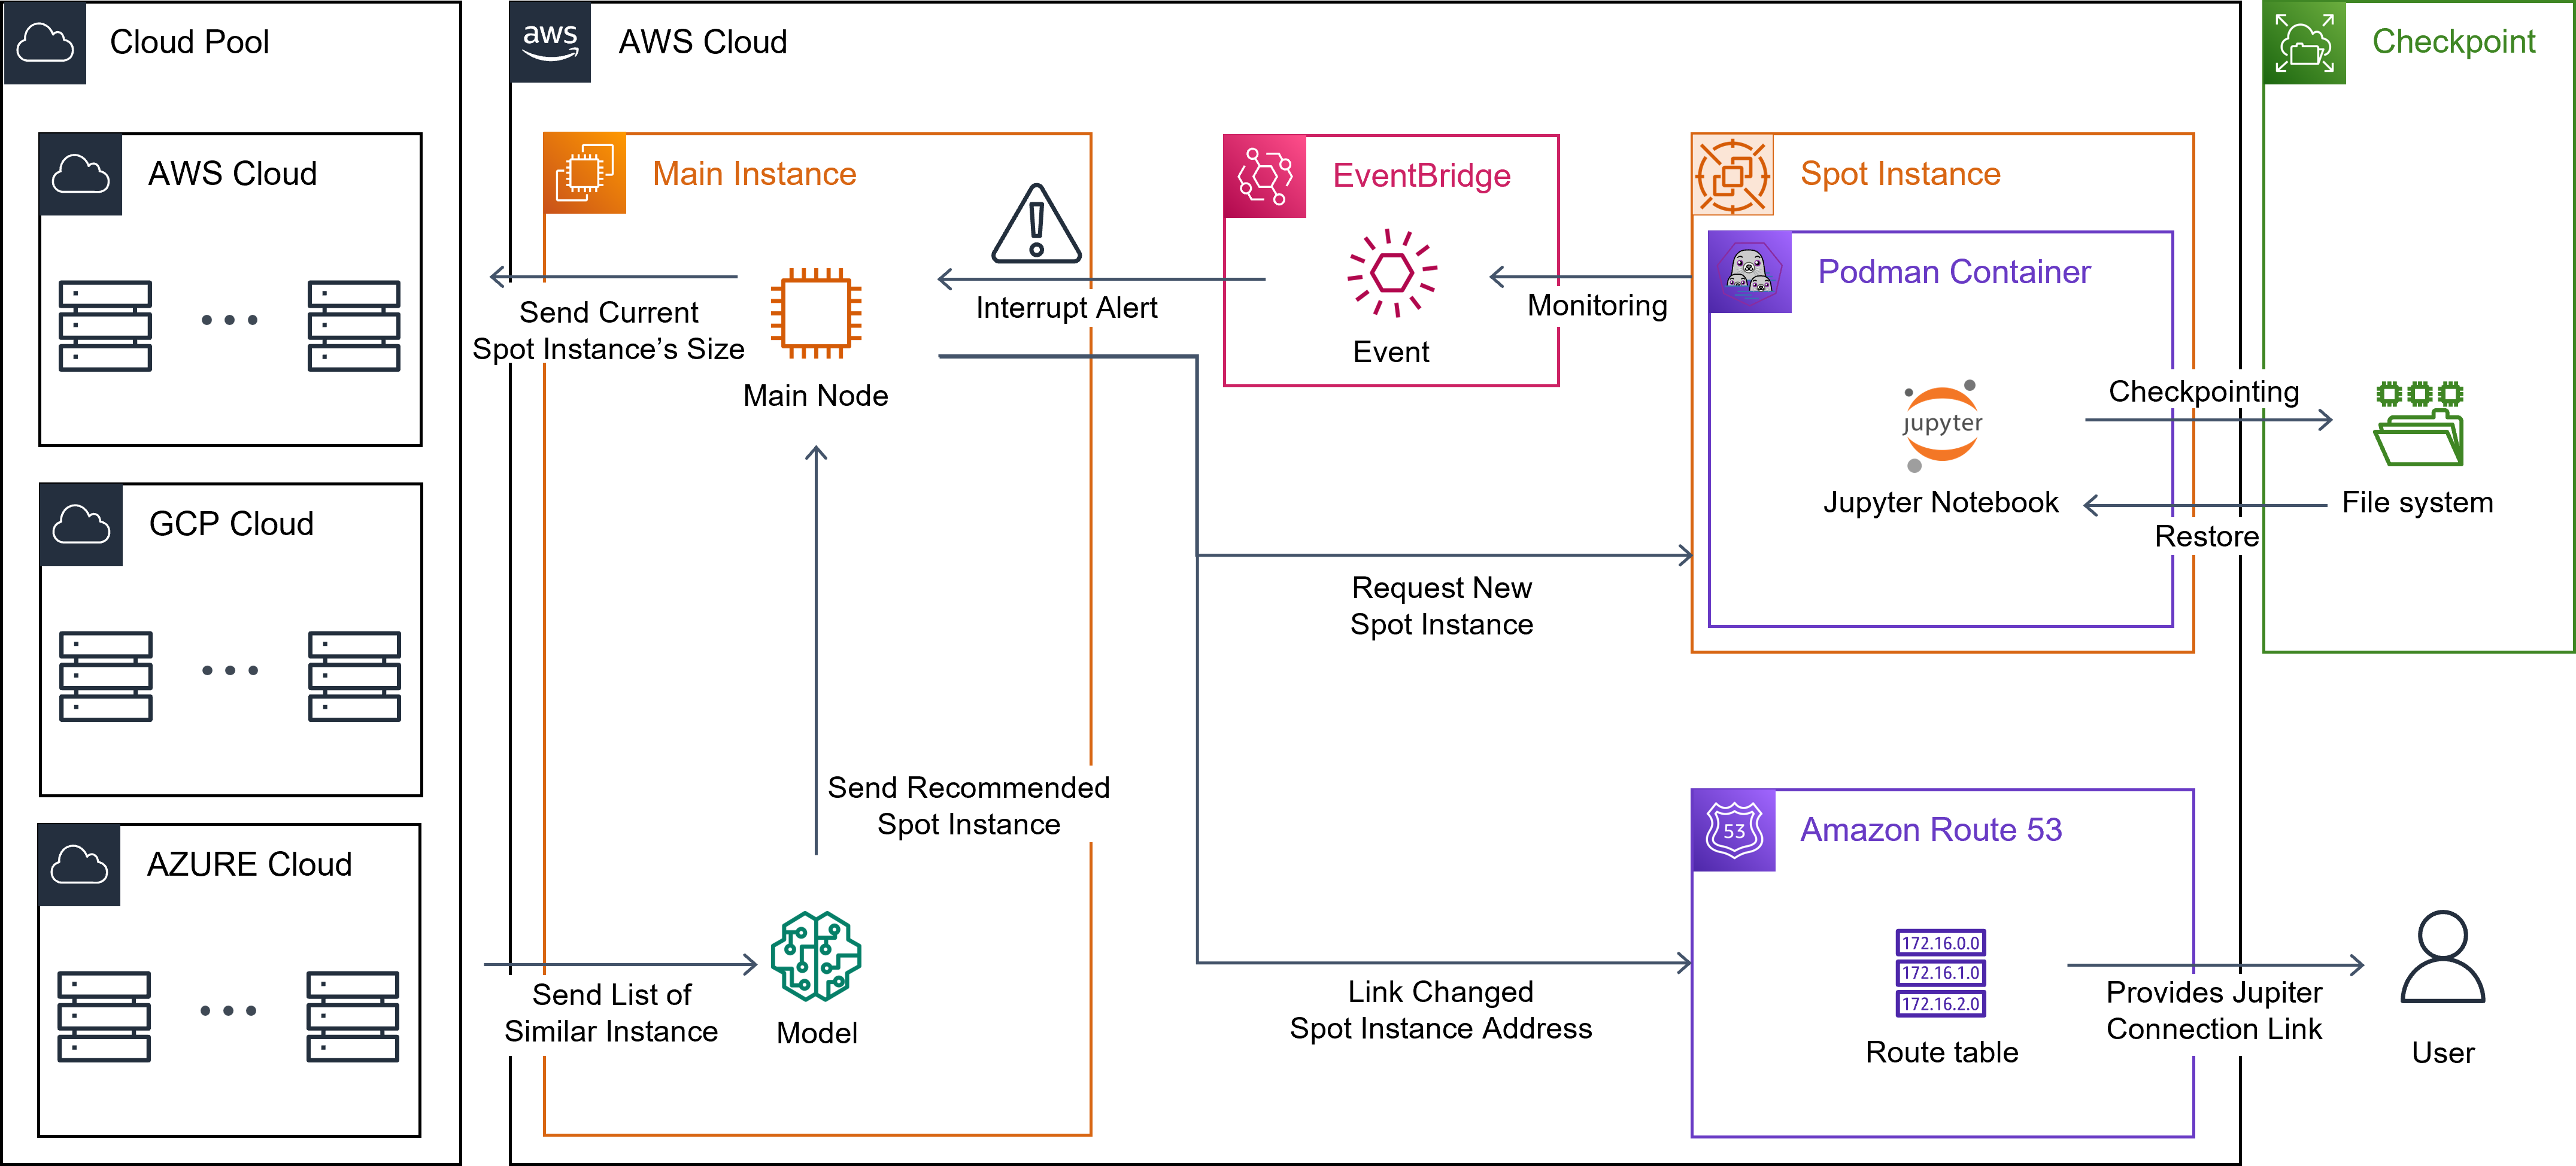 Cloud Pool
AWS Cloud
GCP Cloud
AZURE Cloud
aws
AWS Cloud
Main Instance
Send Current
Spot Instance's Size
Main Node
Interrupt Alert
Send Recommended
Spot Instance
Send List of
Similar Instance
Model
EventBridge
Event
Monitoring
Request New
Spot Instance
Link Changed
Spot Instance Address
Spot Instance
Podman Container
jupyter
Jupyter Notebook
Checkpointing
Restore
Checkpoint
File system
53
Amazon Route 53
172.16.0.0
172.16.1.0
172.16.2.0
Route table
Provides Jupiter
Connection Link
User